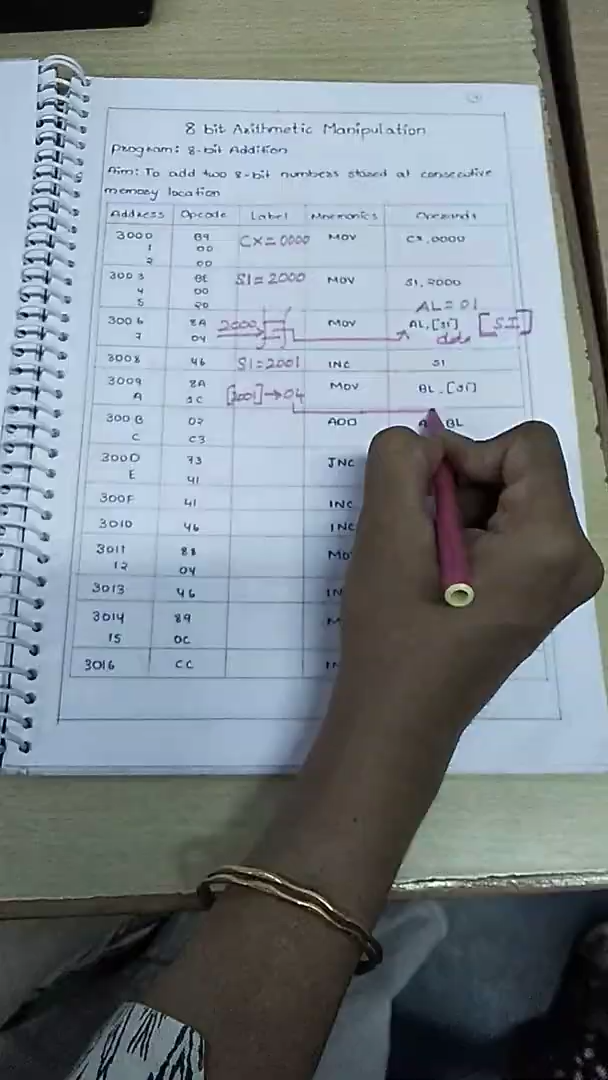 8 bit Arithmetic Manipulation
Program: 8-bit Addition
Aim: To add two 8-bit numbers stored at consecutive
memory location
Address Opcode Label Mnemonics Operands
3000 B9 CX=0000 MOV CX,0000
1 00
2 00
3003 BE SI=2000 MOV SI,2000
4 00
5 20 AL=01
3006 8A 2000 MOV AL,[SI] [SI]
7 04 data
3008 46 SI=2001 INC SI
3009 8A [2001]→04 MOV BL,[SI]
A 1C
300B 02 ADD BL
C C3
300D 73 JNC
E 41
300F 41 INC
3010 46 INC
3011 88
12 04
3013 46
3014 89
15 0C
3016 CC